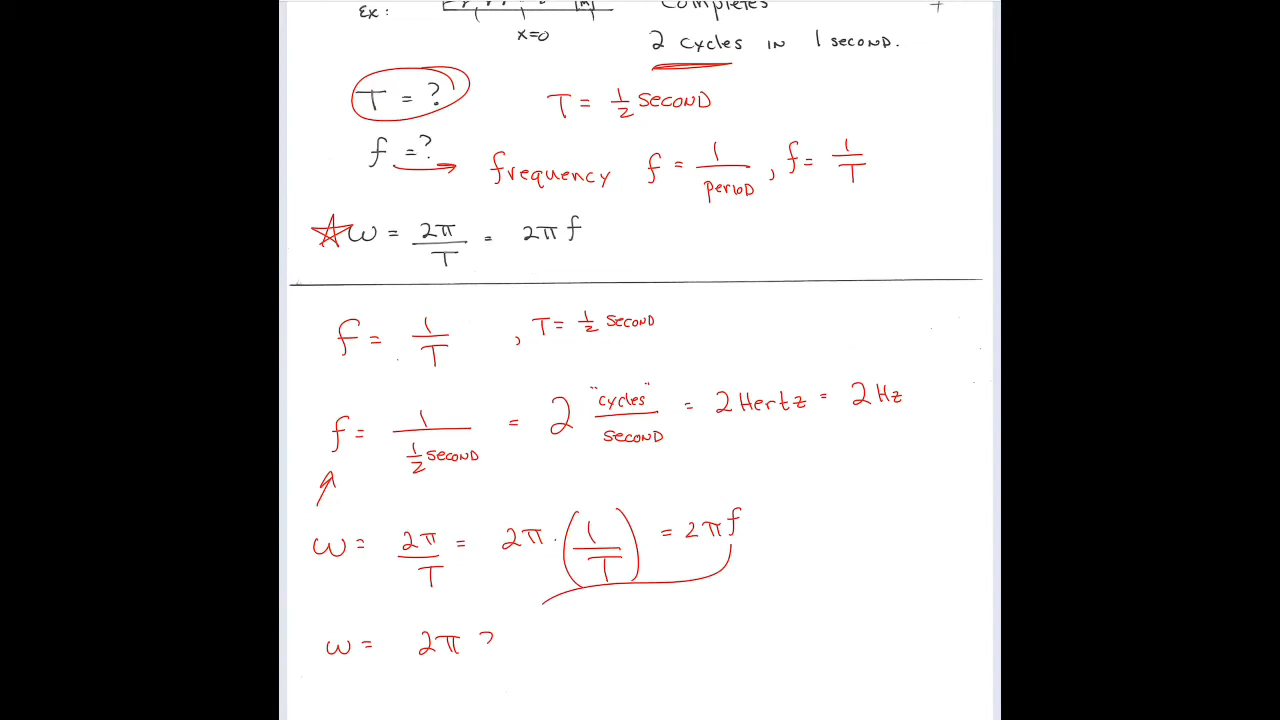 Ex: m completes
x=0 2 cycles in 1 second.
T = ? T = 1/2 second
f = ? frequency f = 1/period, f = 1/T
☆ ω = 2π/T = 2πf
f = 1/T , T = 1/2 second
f = 1/(1/2 second) = 2 "cycles"/second = 2 Hertz = 2 Hz
ω = 2π/T = 2π · (1/T) = 2πf
ω = 2π